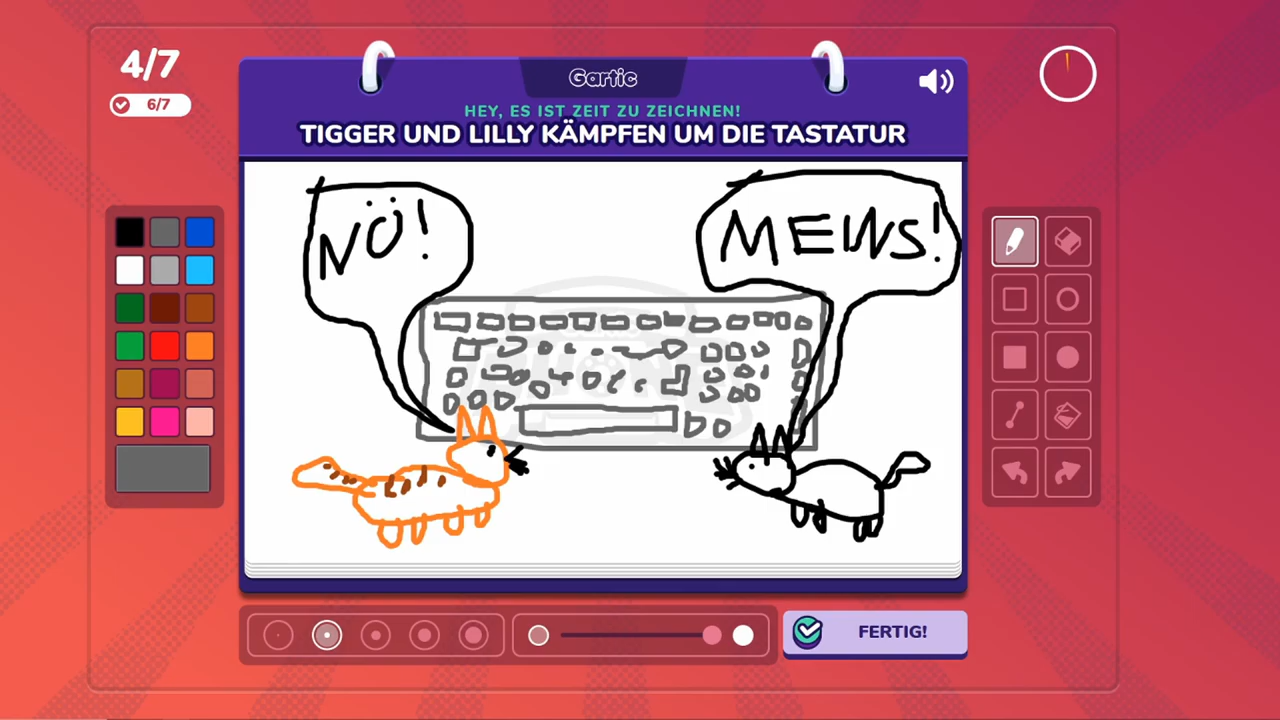 4/7
6/7
Gartic
HEY, ES IST ZEIT ZU ZEICHNEN!
TIGGER UND LILLY KÄMPFEN UM DIE TASTATUR
NÖ!
MEINS!
FERTIG!